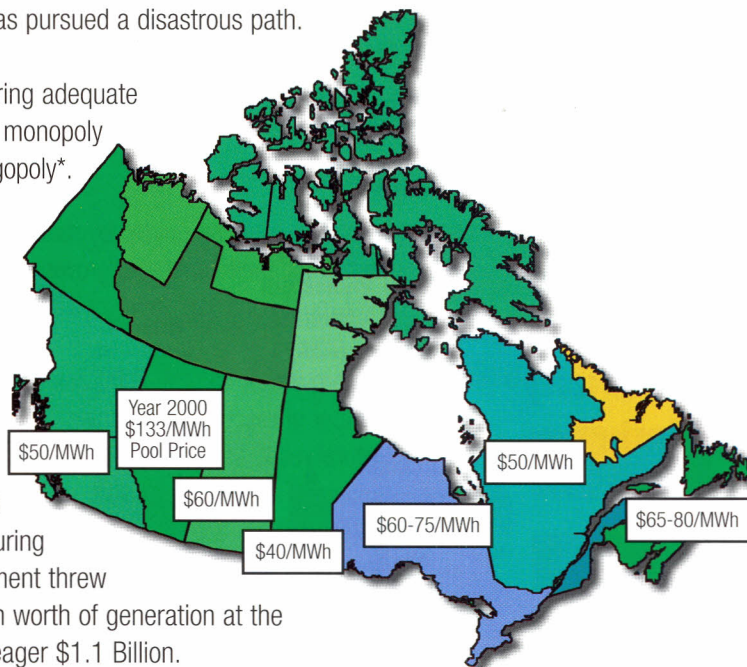 as pursued a disastrous path.
ring adequate
monopoly
gopoly*.
Year 2000
$133/MWh
Pool Price
$50/MWh
$60/MWh
$40/MWh
$60-75/MWh
$50/MWh
$65-80/MWh
uring
ment threw
n worth of generation at the
eager $1.1 Billion.